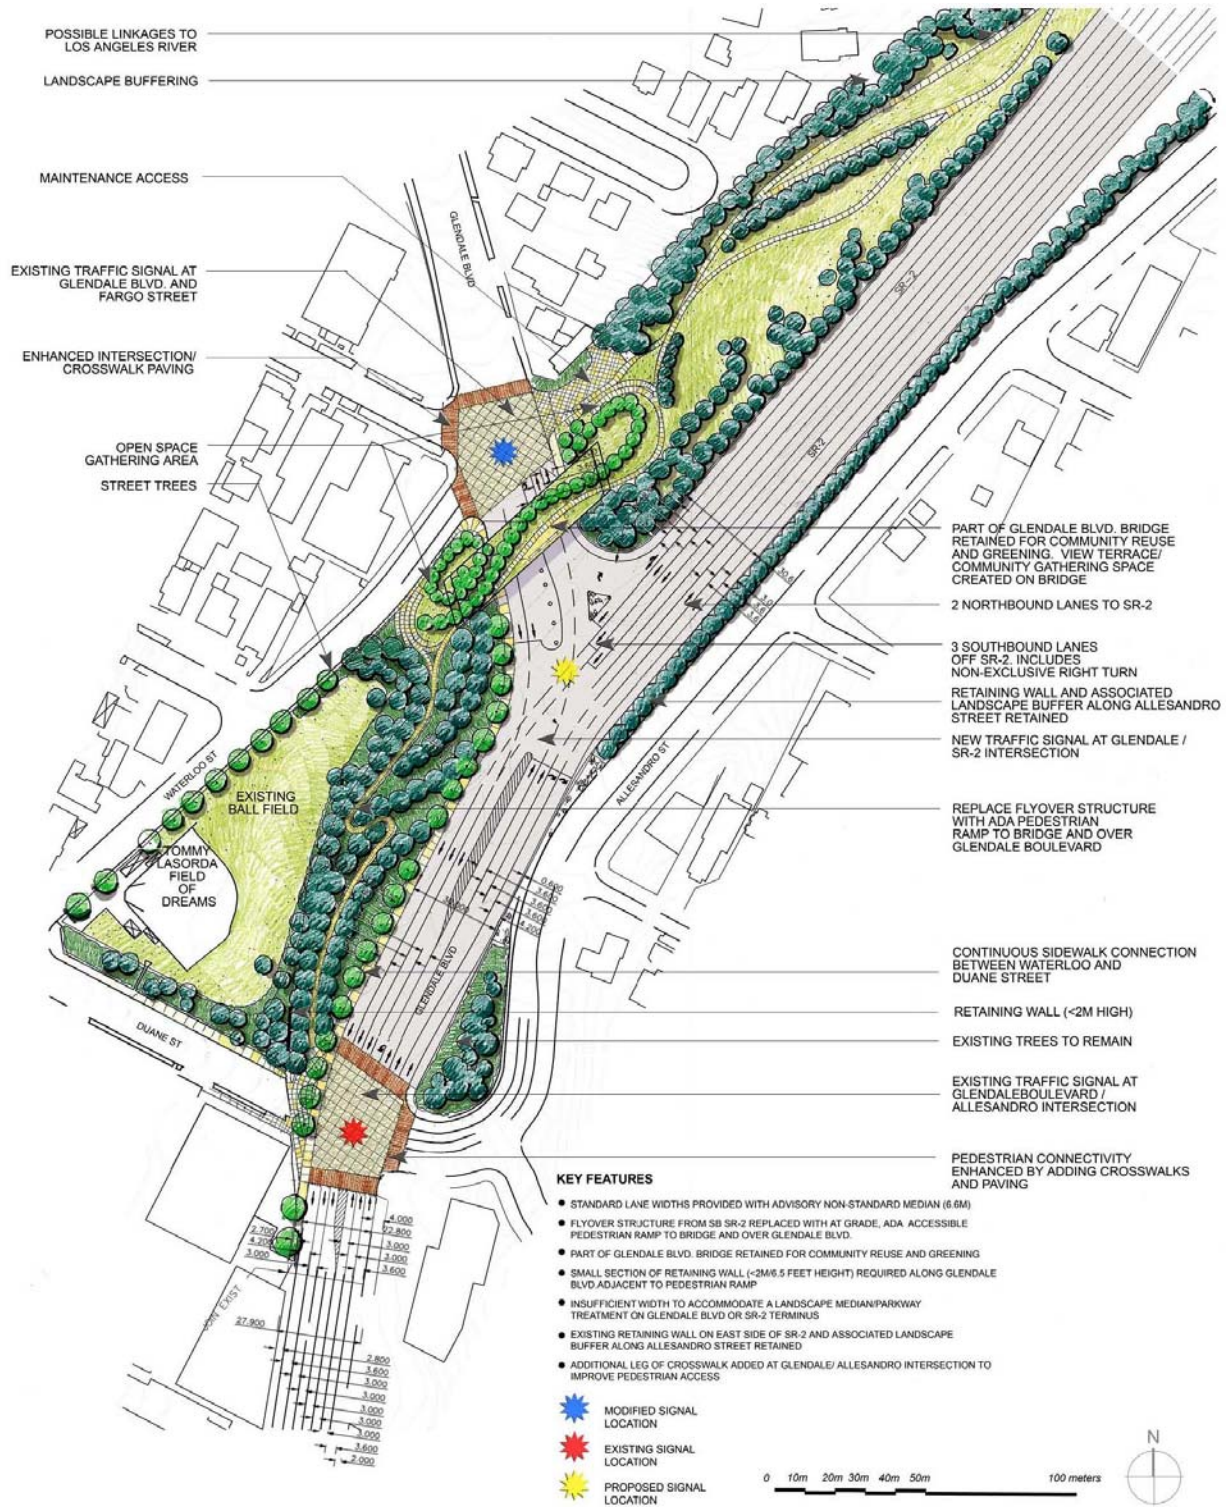 POSSIBLE LINKAGES TO
LOS ANGELES RIVER
LANDSCAPE BUFFERING
MAINTENANCE ACCESS
EXISTING TRAFFIC SIGNAL AT
GLENDALE BLVD. AND
FARGO STREET
ENHANCED INTERSECTION/
CROSSWALK PAVING
OPEN SPACE
GATHERING AREA
STREET TREES
GLENDALE BLVD
SR-2
SR-2
PART OF GLENDALE BLVD. BRIDGE
RETAINED FOR COMMUNITY REUSE
AND GREENING. VIEW TERRACE/
COMMUNITY GATHERING SPACE
CREATED ON BRIDGE
2 NORTHBOUND LANES TO SR-2
3 SOUTHBOUND LANES
OFF SR-2. INCLUDES
NON-EXCLUSIVE RIGHT TURN
RETAINING WALL AND ASSOCIATED
LANDSCAPE BUFFER ALONG ALLESANDRO
STREET RETAINED
NEW TRAFFIC SIGNAL AT GLENDALE /
SR-2 INTERSECTION
REPLACE FLYOVER STRUCTURE
WITH ADA PEDESTRIAN
RAMP TO BRIDGE AND OVER
GLENDALE BOULEVARD
CONTINUOUS SIDEWALK CONNECTION
BETWEEN WATERLOO AND
DUANE STREET
RETAINING WALL (<2M HIGH)
EXISTING TREES TO REMAIN
EXISTING TRAFFIC SIGNAL AT
GLENDALEBOULEVARD /
ALLESANDRO INTERSECTION
PEDESTRIAN CONNECTIVITY
ENHANCED BY ADDING CROSSWALKS
AND PAVING
WATERLOO ST
ALLESANDRO ST
EXISTING
BALL FIELD
TOMMY
LASORDA
FIELD
OF
DREAMS
0.600
3.600
3.600
3.600
4.200
GLENDALE BLVD
DUANE ST
2.700
4.200
3.000
4.000
22.800
3.000
3.000
3.600
JOIN EXIST
27.900
2.800
3.600
3.000
3.000
3.000
3.000
3.000
3.600
2.000
KEY FEATURES
● STANDARD LANE WIDTHS PROVIDED WITH ADVISORY NON-STANDARD MEDIAN (6.6M)
● FLYOVER STRUCTURE FROM SB SR-2 REPLACED WITH AT GRADE, ADA ACCESSIBLE
PEDESTRIAN RAMP TO BRIDGE AND OVER GLENDALE BLVD.
● PART OF GLENDALE BLVD. BRIDGE RETAINED FOR COMMUNITY REUSE AND GREENING
● SMALL SECTION OF RETAINING WALL (<2M/6.5 FEET HEIGHT) REQUIRED ALONG GLENDALE
BLVD.ADJACENT TO PEDESTRIAN RAMP
● INSUFFICIENT WIDTH TO ACCOMMODATE A LANDSCAPE MEDIAN/PARKWAY
TREATMENT ON GLENDALE BLVD OR SR-2 TERMINUS
● EXISTING RETAINING WALL ON EAST SIDE OF SR-2 AND ASSOCIATED LANDSCAPE
BUFFER ALONG ALLESANDRO STREET RETAINED
● ADDITIONAL LEG OF CROSSWALK ADDED AT GLENDALE/ ALLESANDRO INTERSECTION TO
IMPROVE PEDESTRIAN ACCESS
MODIFIED SIGNAL
LOCATION
EXISTING SIGNAL
LOCATION
PROPOSED SIGNAL
LOCATION
0 10m 20m 30m 40m 50m 100 meters
N